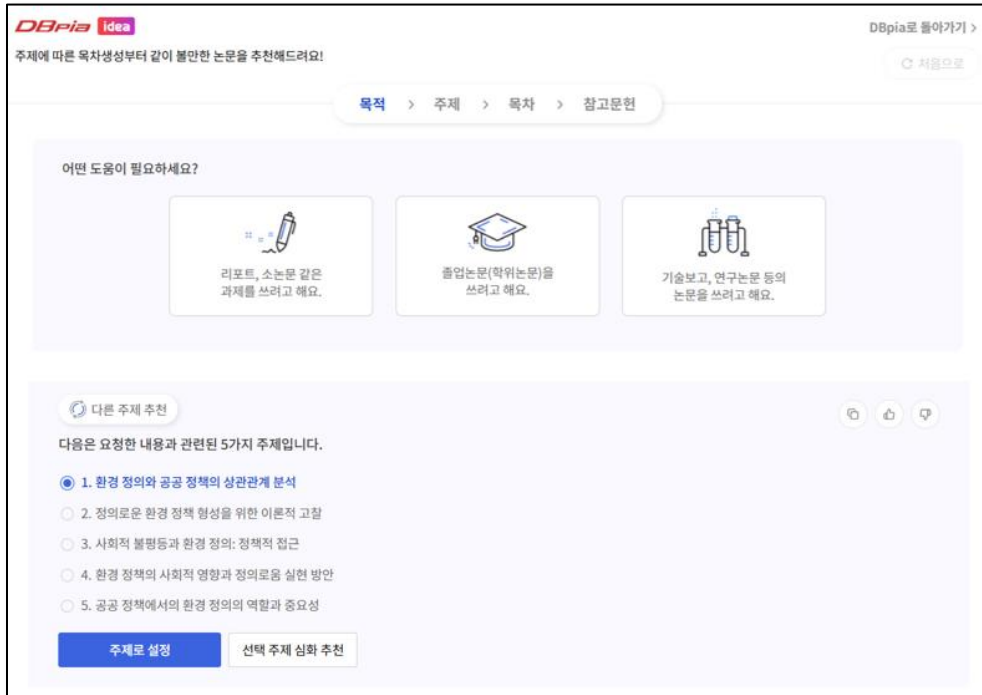 DBpia idea
DBpia로 돌아가기 >
주제에 따른 목차생성부터 같이 볼만한 논문을 추천해드려요!
처음으로
목적 > 주제 > 목차 > 참고문헌
어떤 도움이 필요하세요?
리포트, 소논문 같은
과제를 쓰려고 해요.
졸업논문(학위논문)을
쓰려고 해요.
기술보고, 연구논문 등의
논문을 쓰려고 해요.
다른 주제 추천
다음은 요청한 내용과 관련된 5가지 주제입니다.
1. 환경 정의와 공공 정책의 상관관계 분석
2. 정의로운 환경 정책 형성을 위한 이론적 고찰
3. 사회적 불평등과 환경 정의: 정책적 접근
4. 환경 정책의 사회적 영향과 정의로움 실현 방안
5. 공공 정책에서의 환경 정의의 역할과 중요성
주제로 설정
선택 주제 심화 추천